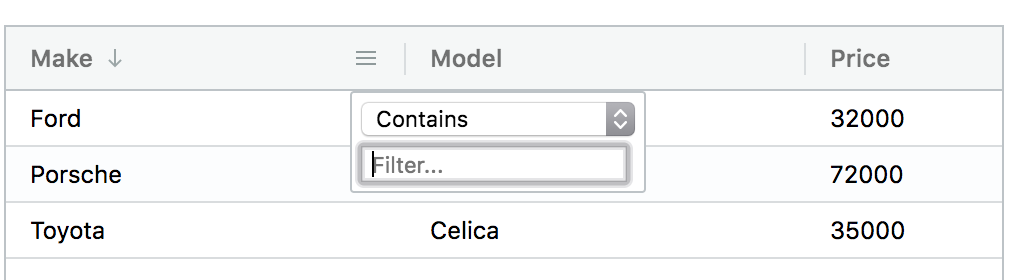 Make ↓ Model Price
Ford Contains 32000
Porsche Filter... 72000
Toyota Celica 35000